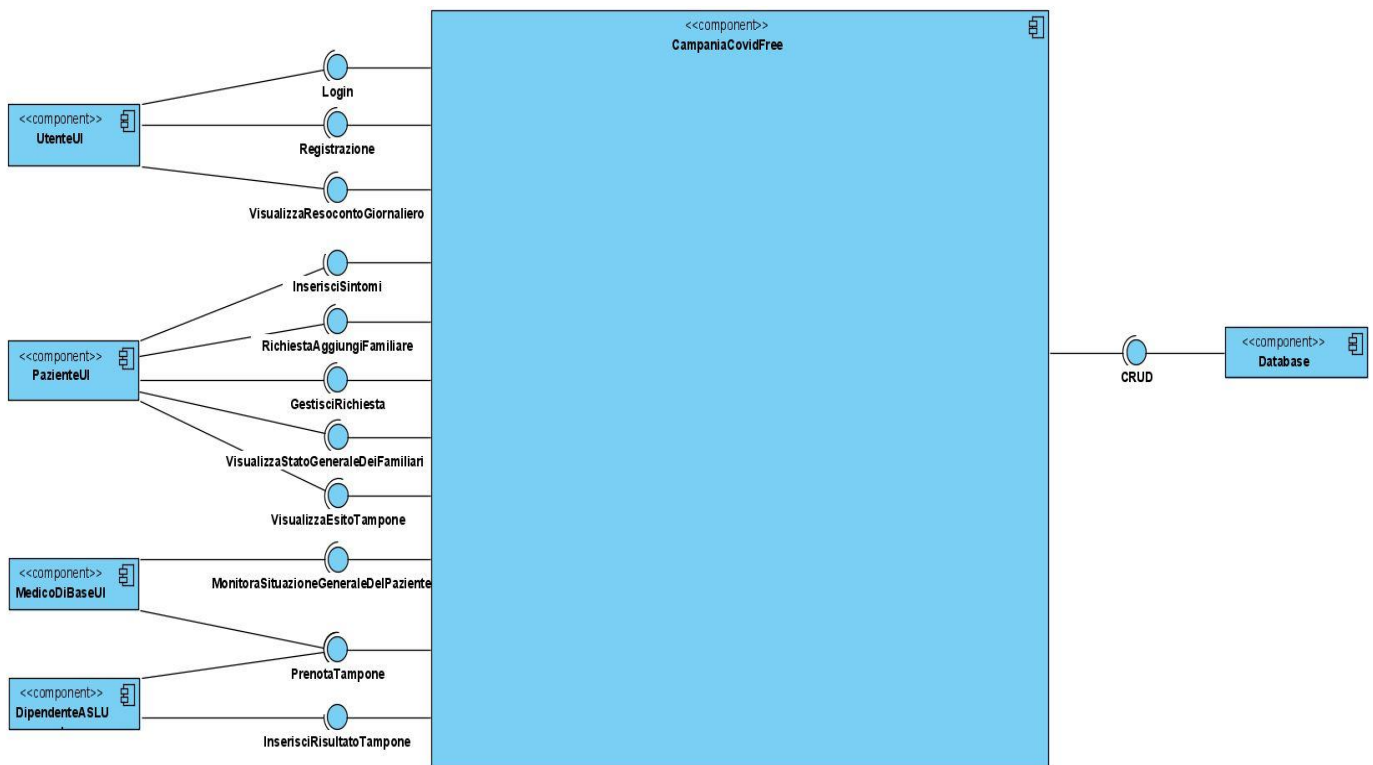 <<component>>
CampaniaCovidFree
Login
<<component>>
UtenteUI
Registrazione
VisualizzaResocontoGiornaliero
InserisciSintomi
RichiestaAggiungiFamiliare
<<component>>
PazienteUI
GestisciRichiesta
VisualizzaStatoGeneraleDeiFamiliari
VisualizzaEsitoTampone
<<component>>
MedicoDiBaseUI
MonitoraSituazioneGeneraleDelPaziente
PrenotaTampone
<<component>>
DipendenteASLU
InserisciRisultatoTampone
CRUD
<<component>>
Database